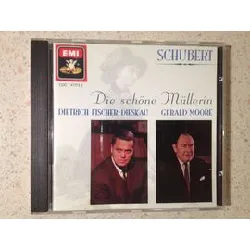 EMI
SCHUBERT
Die schöne Müllerin
DIETRICH FISCHER-DIESKAU
GERALD MOORE